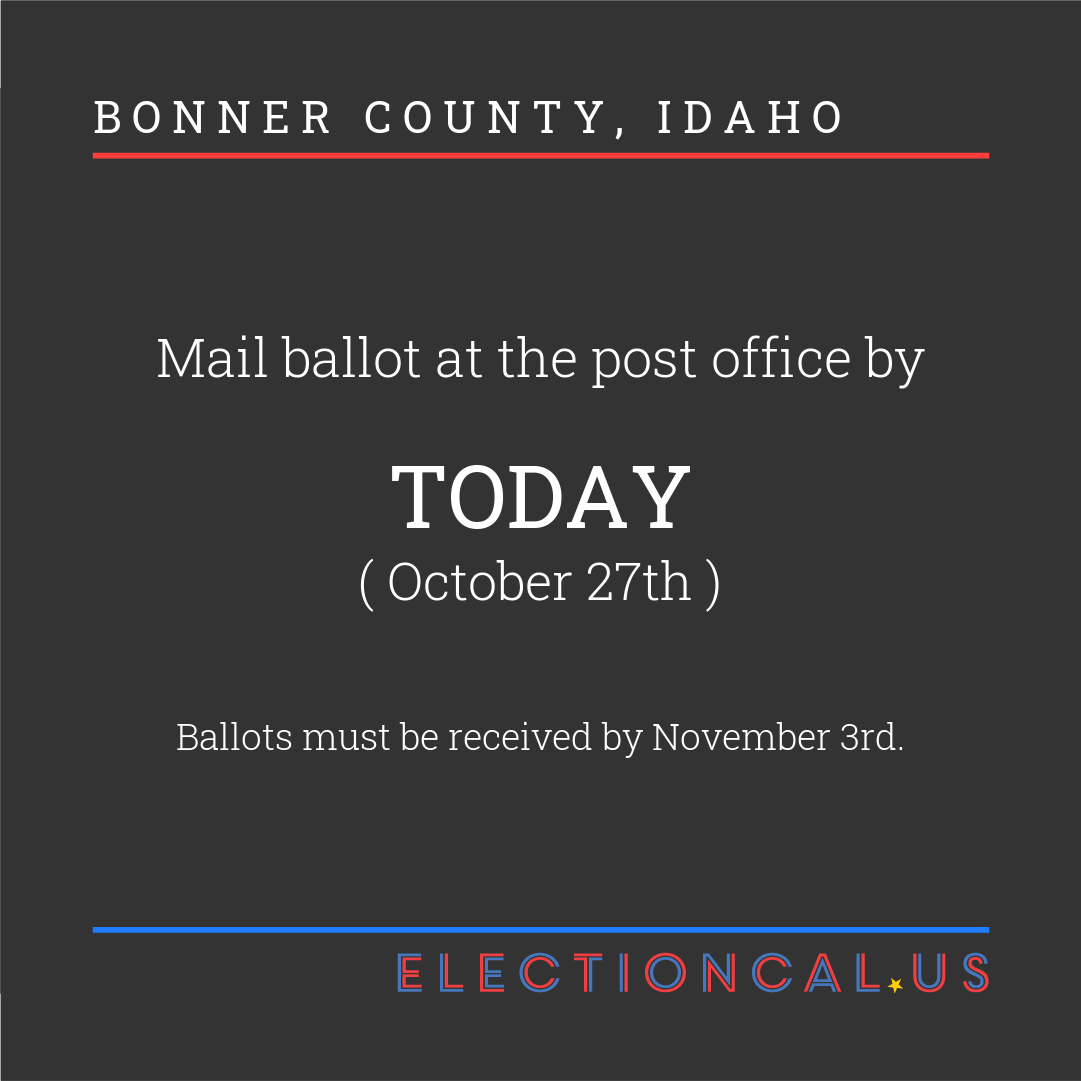 BONNER COUNTY, IDAHO
Mail ballot at the post office by
TODAY
( October 27th )
Ballots must be received by November 3rd.
ELECTIONCAL.US